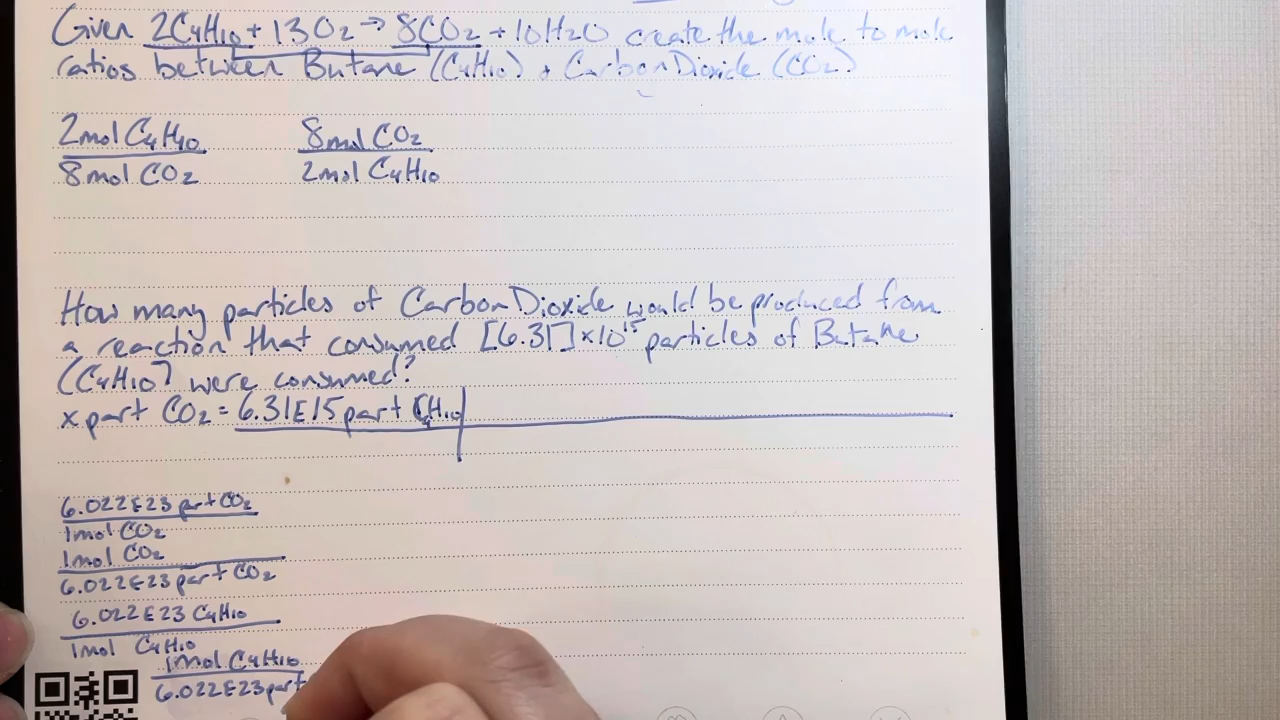 Given 2C4H10 + 13O2 → 8CO2 + 10H2O create the mole to mole
ratios between Butane (C4H10) + Carbon Dioxide (CO2)
2mol C4H10
8mol CO2
8mol CO2
2mol C4H10
How many particles of Carbon Dioxide would be produced from
a reaction that consumed [6.31]×10^15 particles of Butane
(C4H10) were consumed?
x part CO2 = 6.31E15 part C4H10
6.022E23 part CO2
1mol CO2
1mol CO2
6.022E23 part CO2
6.022E23 C4H10
1mol C4H10
1mol C4H10
6.022E23 part